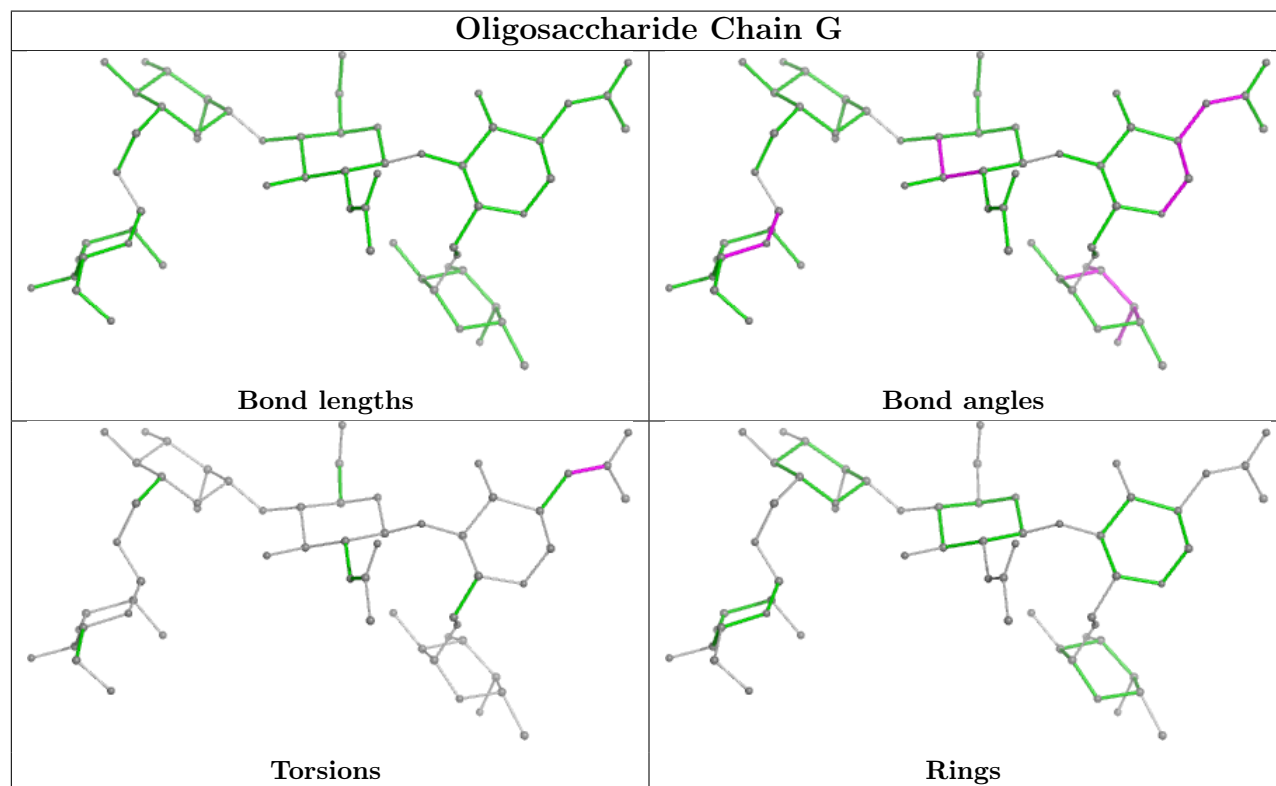 Oligosaccharide Chain G
Bond lengths
Bond angles
Torsions
Rings